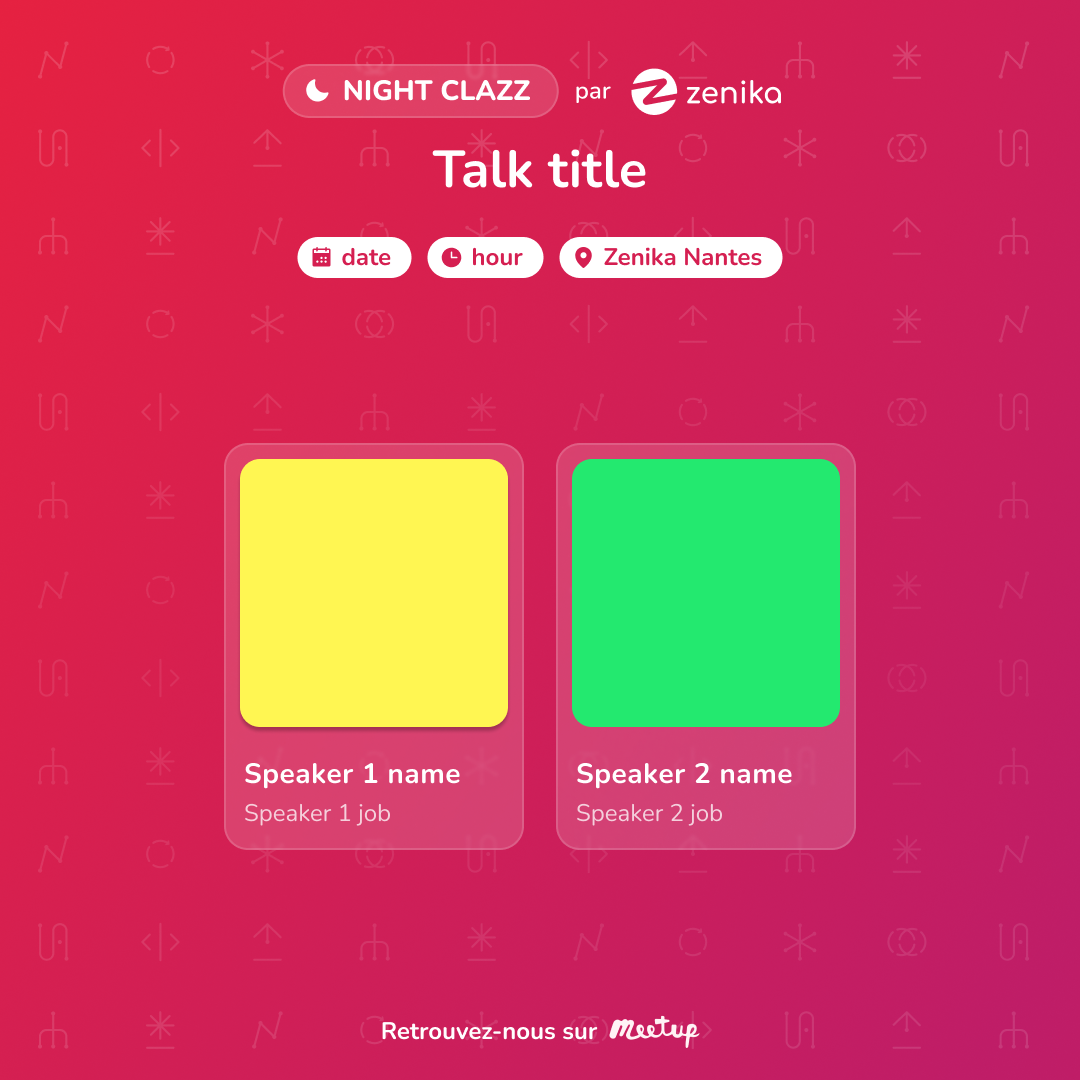 NIGHT CLAZZ par zenika
Talk title
date hour Zenika Nantes
Speaker 1 name Speaker 2 name
Speaker 1 job Speaker 2 job
Retrouvez-nous sur Meetup